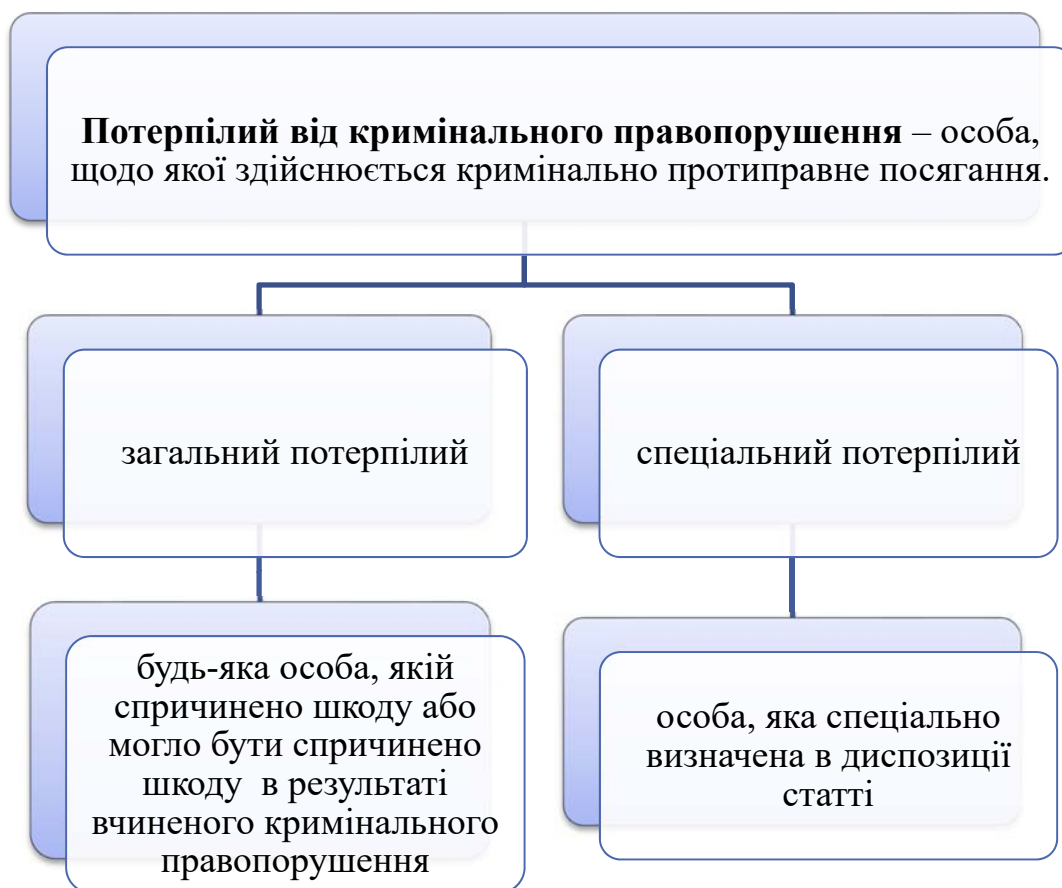 Потерпілий від кримінального правопорушення – особа,
щодо якої здійснюється кримінально протиправне посягання.
загальний потерпілий
спеціальний потерпілий
будь-яка особа, якій
спричинено шкоду або
могло бути спричинено
шкоду в результаті
вчиненого кримінального
правопорушення
особа, яка спеціально
визначена в диспозиції
статті